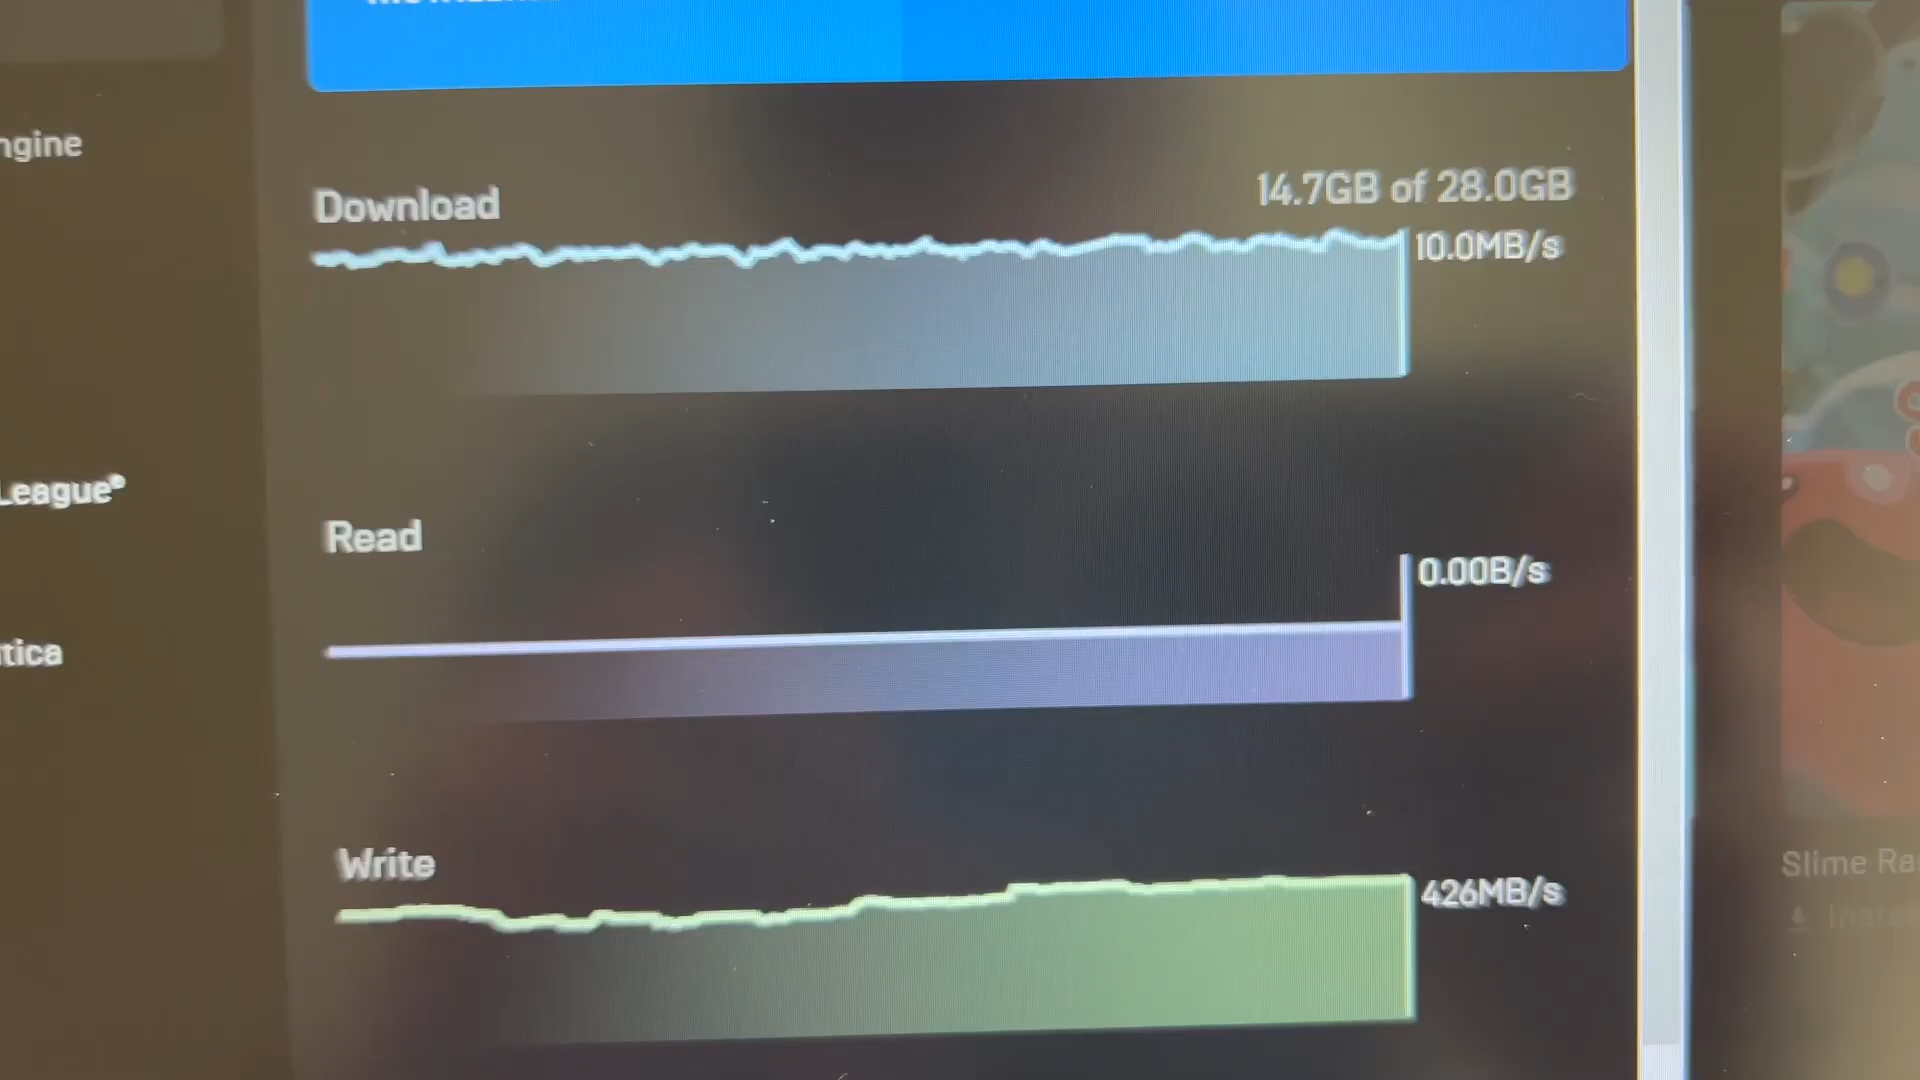 ngine
Download
14.7GB of 28.0GB
10.0MB/s
League®
Read
0.00B/s
tica
Write
426MB/s
Slime Ra